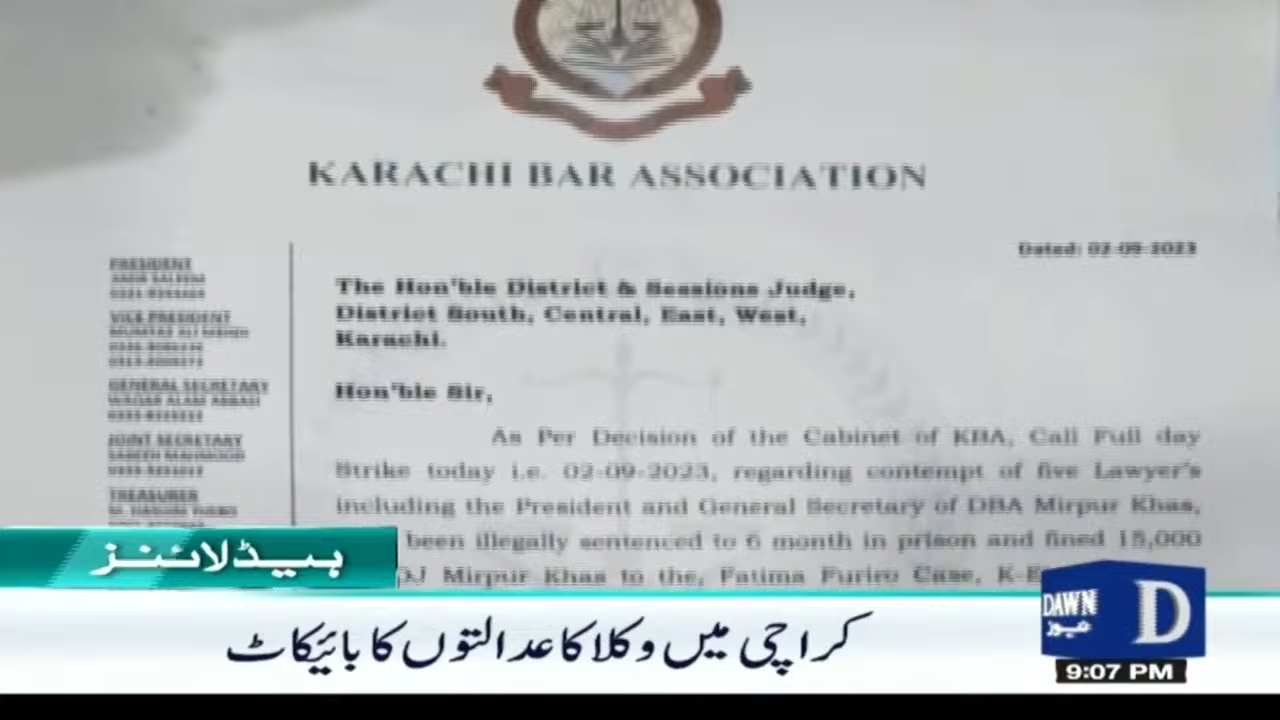 KARACHI BAR ASSOCIATION
Dated: 02-09-2023
PRESIDENT
VICE PRESIDENT
GENERAL SECRETARY
WAQAR ALAM ABBASI
JOINT SECRETARY
TREASURER
The Hon'ble District & Sessions Judge,
District South, Central, East, West,
Karachi.
Hon'ble Sir,
As Per Decision of the Cabinet of KBA, Call Full day
Strike today i.e. 02-09-2023, regarding contempt of five Lawyer's
including the President and General Secretary of DBA Mirpur Khas,
been illegally sentenced to 6 month in prison and fined 15,000
Mirpur Khas to the, Fatima Furiro Case,
ہیڈلائنز
کراچی میں وکلا کا عدالتوں کا بائیکاٹ
DAWN
نیوز
D
9:07 PM